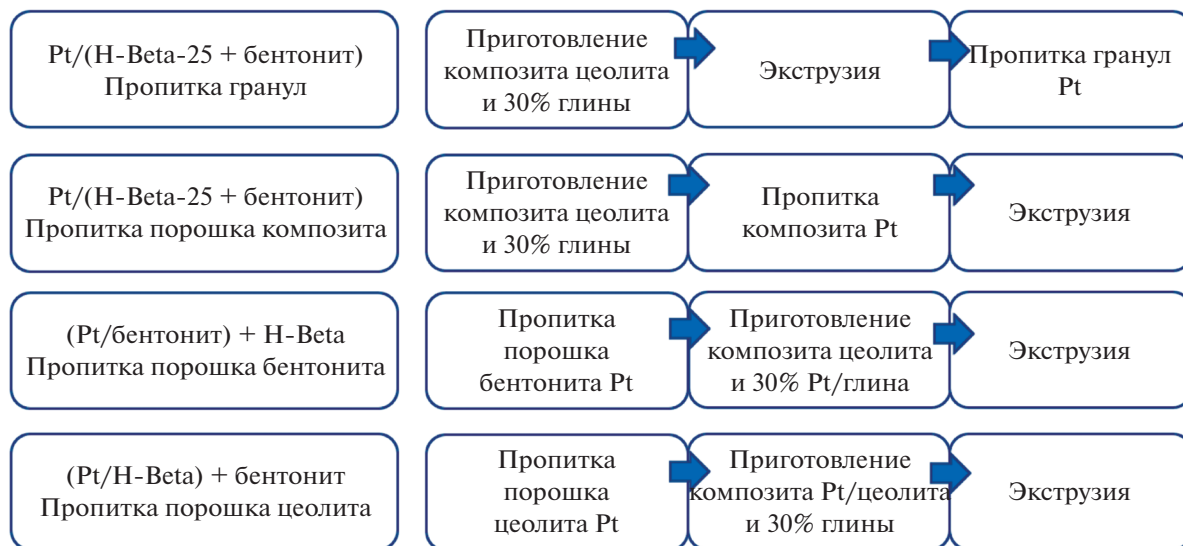 Pt/(H-Beta-25 + бентонит)
Пропитка гранул
Приготовление
композита цеолита
и 30% глины
Экструзия
Пропитка гранул
Pt
Pt/(H-Beta-25 + бентонит)
Пропитка порошка композита
Приготовление
композита цеолита
и 30% глины
Пропитка
композита Pt
Экструзия
(Pt/бентонит) + H-Beta
Пропитка порошка бентонита
Пропитка
порошка
бентонита Pt
Приготовление
композита цеолита
и 30% Pt/глина
Экструзия
(Pt/H-Beta) + бентонит
Пропитка порошка цеолита
Пропитка
порошка
цеолита Pt
Приготовление
композита Pt/цеолита
и 30% глины
Экструзия